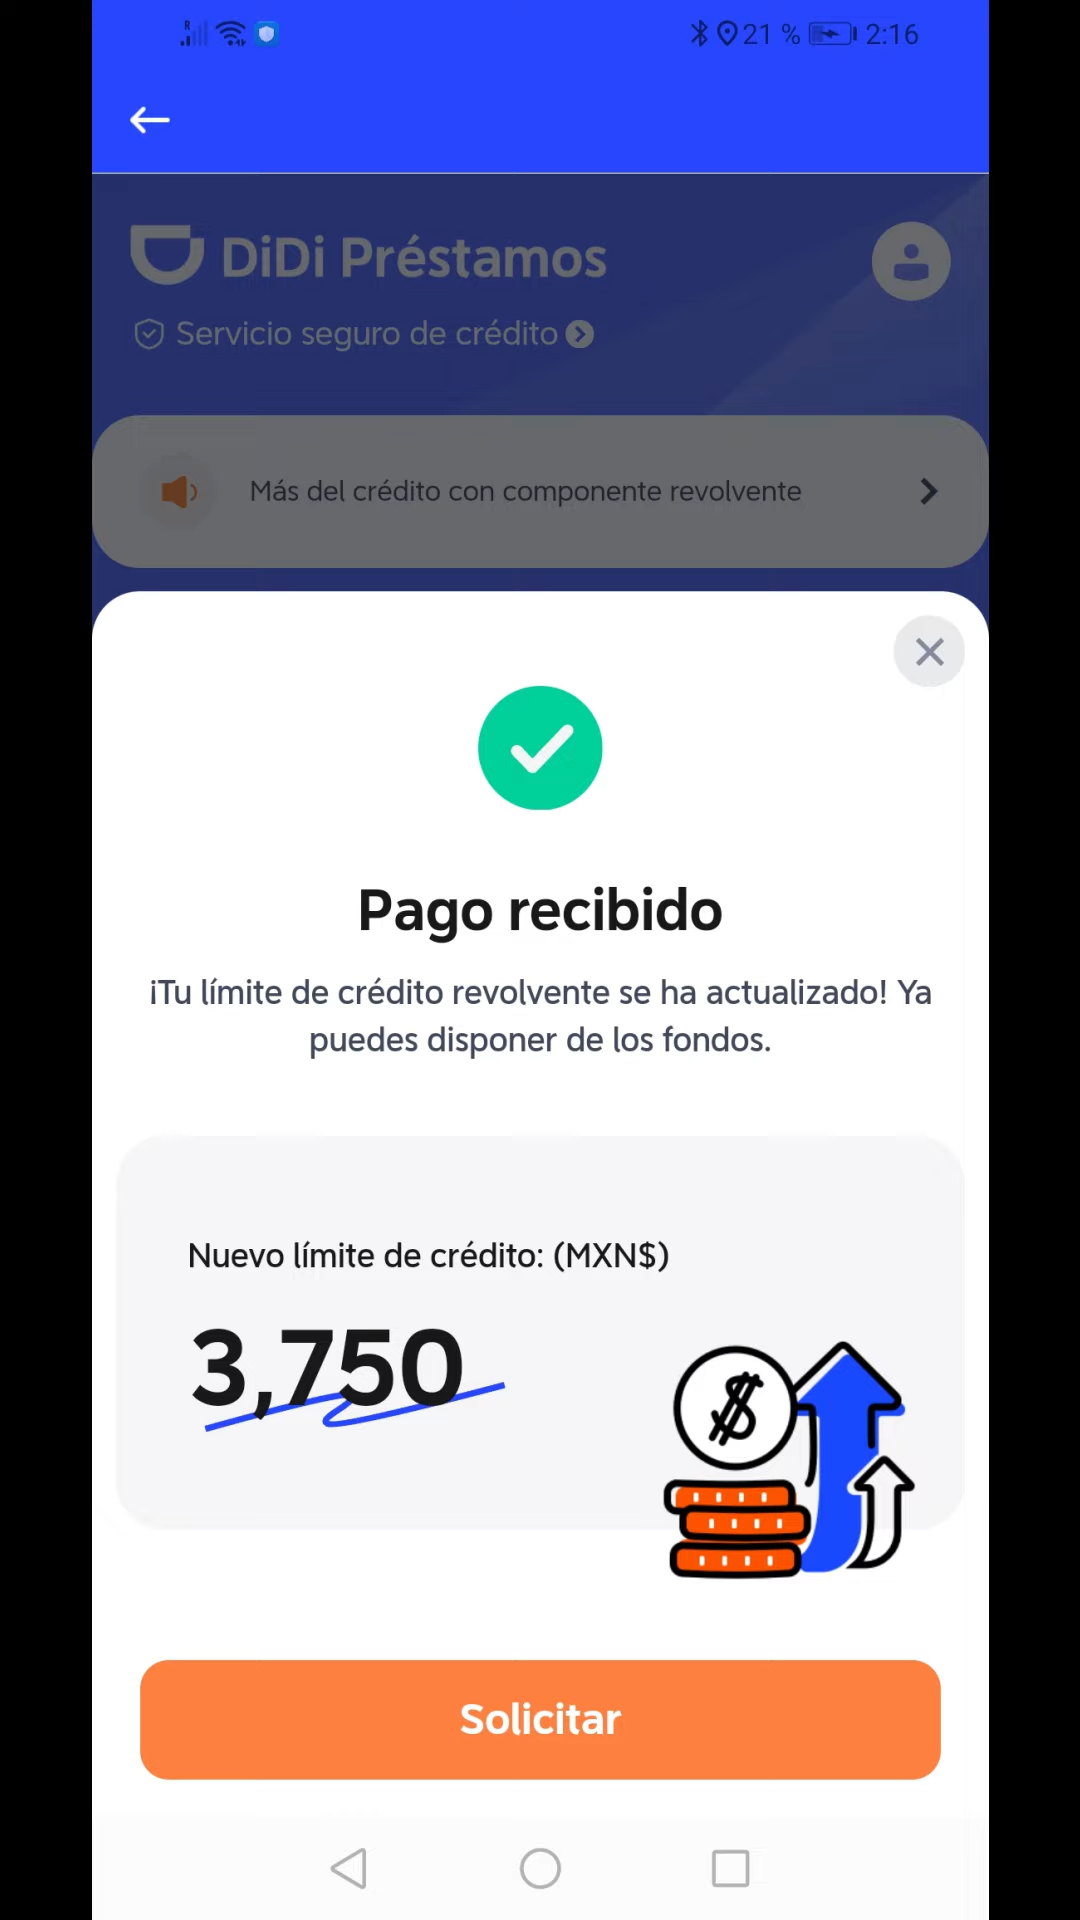 R
21 %
2:16
DiDi Préstamos
Servicio seguro de crédito
Más del crédito con componente revolvente
Pago recibido
¡Tu límite de crédito revolvente se ha actualizado! Ya
puedes disponer de los fondos.
Nuevo límite de crédito: (MXN$)
3,750
$
Solicitar